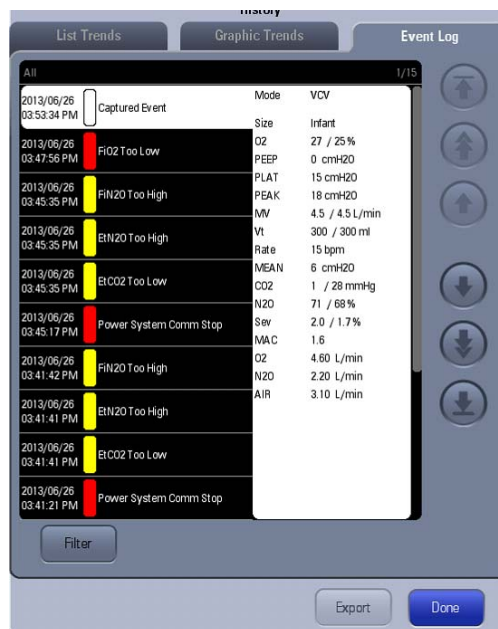 History
List Trends
Graphic Trends
Event Log
All
1/15
2013/06/26
03:53:34 PM
Captured Event
2013/06/26
03:47:56 PM
FiO2 Too Low
2013/06/26
03:45:35 PM
FiN2O Too High
2013/06/26
03:45:35 PM
EtN2O Too High
2013/06/26
03:45:35 PM
EtCO2 Too Low
2013/06/26
03:45:17 PM
Power System Comm Stop
2013/06/26
03:41:42 PM
FiN2O Too High
2013/06/26
03:41:41 PM
EtN2O Too High
2013/06/26
03:41:41 PM
EtCO2 Too Low
2013/06/26
03:41:21 PM
Power System Comm Stop
Mode VCV
Size Infant
O2 27 / 25 %
PEEP 0 cmH2O
PLAT 15 cmH2O
PEAK 18 cmH2O
MV 4.5 / 4.5 L/min
Vt 300 / 300 ml
Rate 15 bpm
MEAN 6 cmH2O
CO2 1 / 28 mmHg
N2O 71 / 68 %
Sev 2.0 / 1.7 %
MAC 1.6
O2 4.60 L/min
N2O 2.20 L/min
AIR 3.10 L/min
Filter
Export
Done